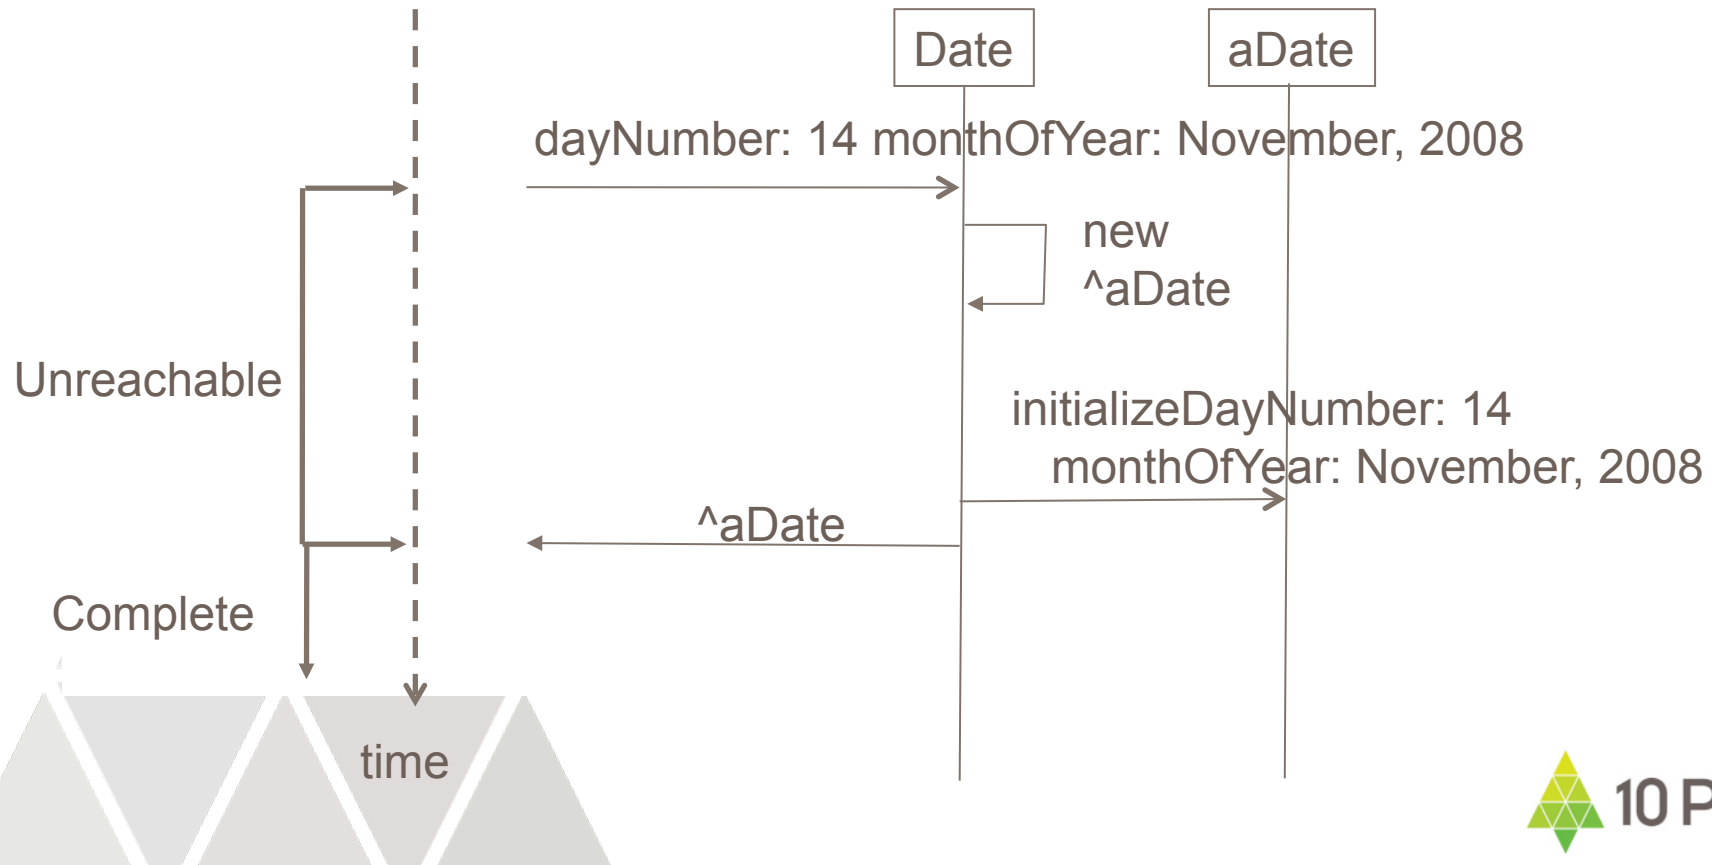 Date
aDate
dayNumber: 14 monthOfYear: November, 2008
new
^aDate
Unreachable
initializeDayNumber: 14
monthOfYear: November, 2008
^aDate
Complete
time
10 P